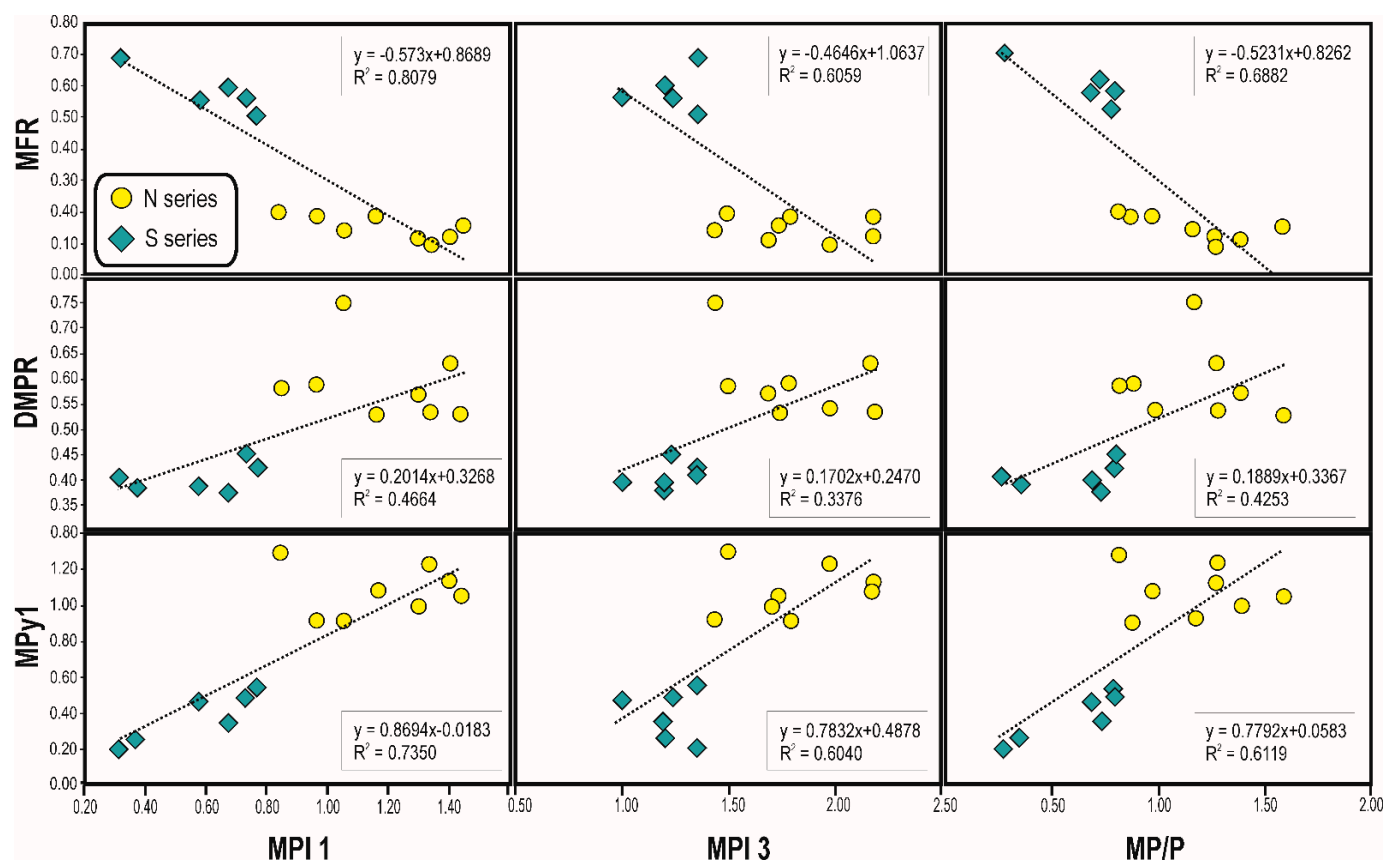 MFR
0.80
0.70
0.60
0.50
0.40
0.30
0.40
0.10
0.00
y = -0.573x+0.8689
R² = 0.8079
N series
S series
y = -0.4646x+1.0637
R² = 0.6059
y = -0.5231x+0.8262
R² = 0.6882
DMPR
0.75
0.70
0.65
0.60
0.55
0.50
0.45
0.40
0.35
y = 0.2014x+0.3268
R² = 0.4664
y = 0.1702x+0.2470
R² = 0.3376
y = 0.1889x+0.3367
R² = 0.4253
MPy1
0.80
1.20
1.00
0.80
0.60
0.40
0.20
0.00
y = 0.8694x-0.0183
R² = 0.7350
y = 0.7832x+0.4878
R² = 0.6040
y = 0.7792x+0.0583
R² = 0.6119
0.20 0.40 0.60 0.80 1.00 1.20 1.40
0.50 1.00 1.50 2.00 2.50
0.50 1.00 1.50 2.00
MPI 1
MPI 3
MP/P